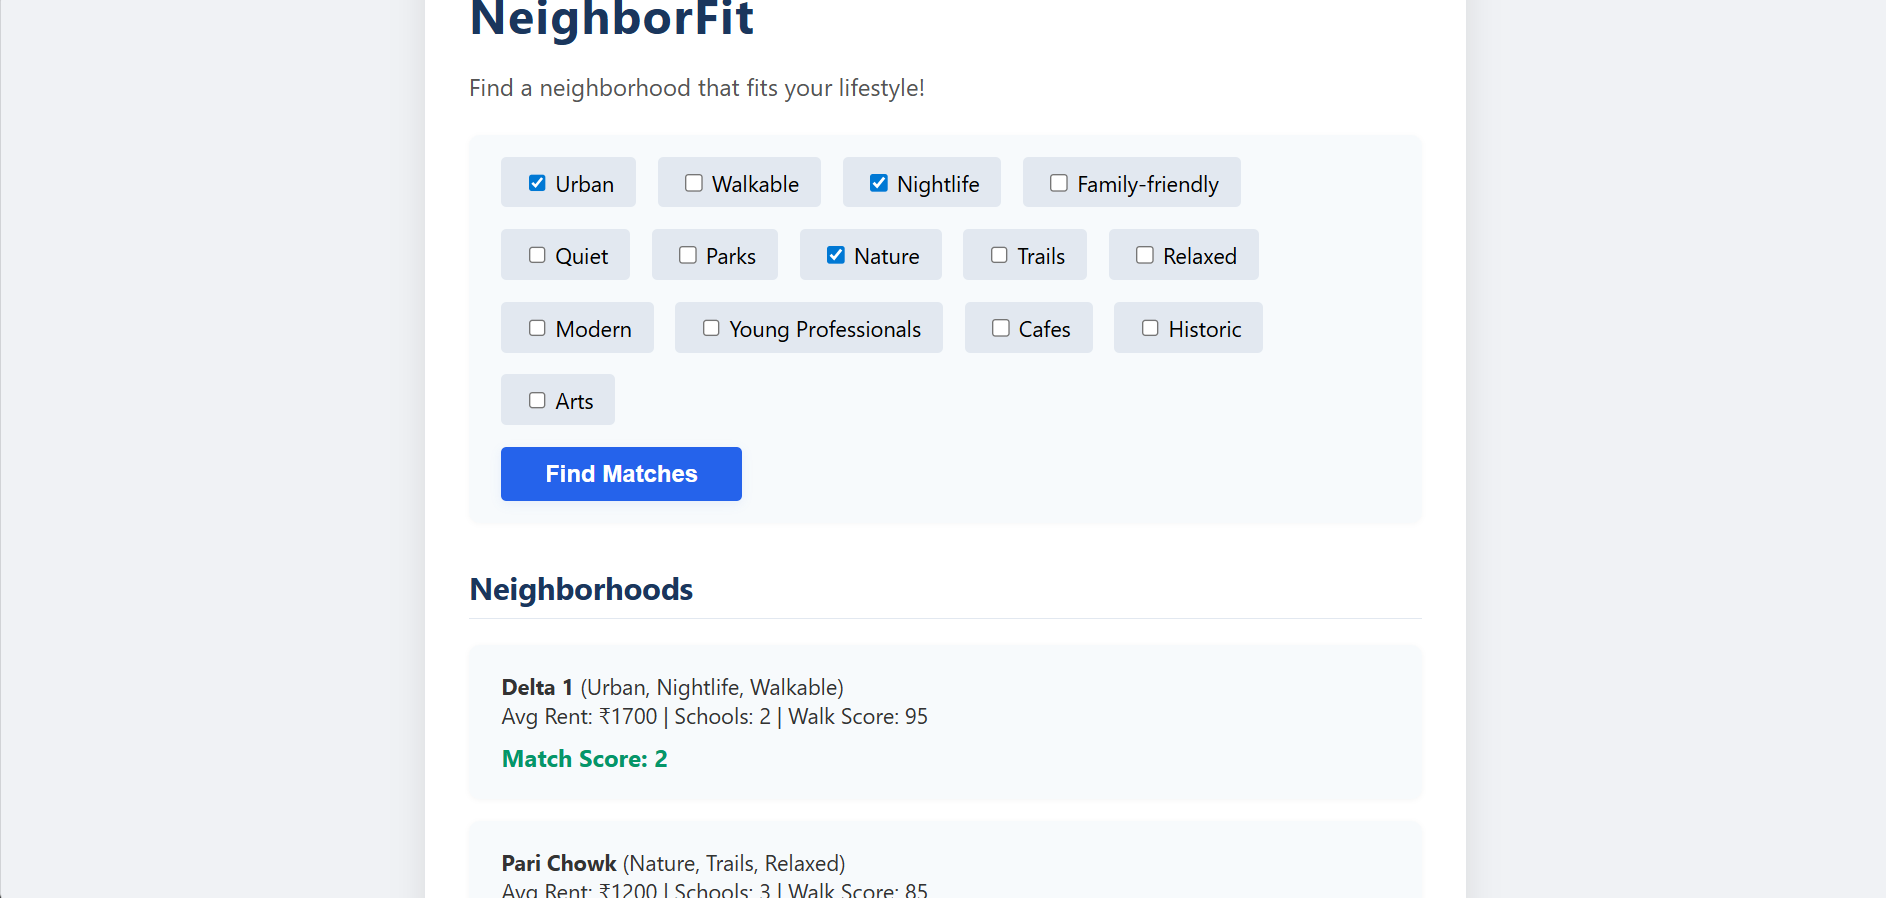 NeighborFit
Find a neighborhood that fits your lifestyle!
Urban Walkable Nightlife Family-friendly
Quiet Parks Nature Trails Relaxed
Modern Young Professionals Cafes Historic
Arts
Find Matches
Neighborhoods
Delta 1 (Urban, Nightlife, Walkable)
Avg Rent: ₹1700 | Schools: 2 | Walk Score: 95
Match Score: 2
Pari Chowk (Nature, Trails, Relaxed)
Avg Rent: ₹1200 | Schools: 3 | Walk Score: 85